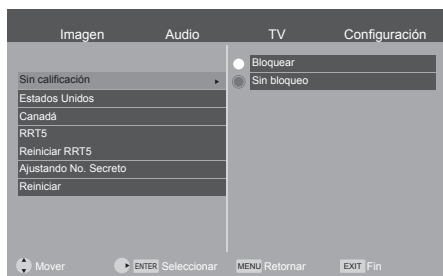 Imagen Audio TV Configuración
Sin calificación
Estados Unidos
Canadá
RRT5
Reiniciar RRT5
Ajustando No. Secreto
Reiniciar
Bloquear
Sin bloqueo
Mover ENTER Seleccionar MENU Retornar EXIT Fin